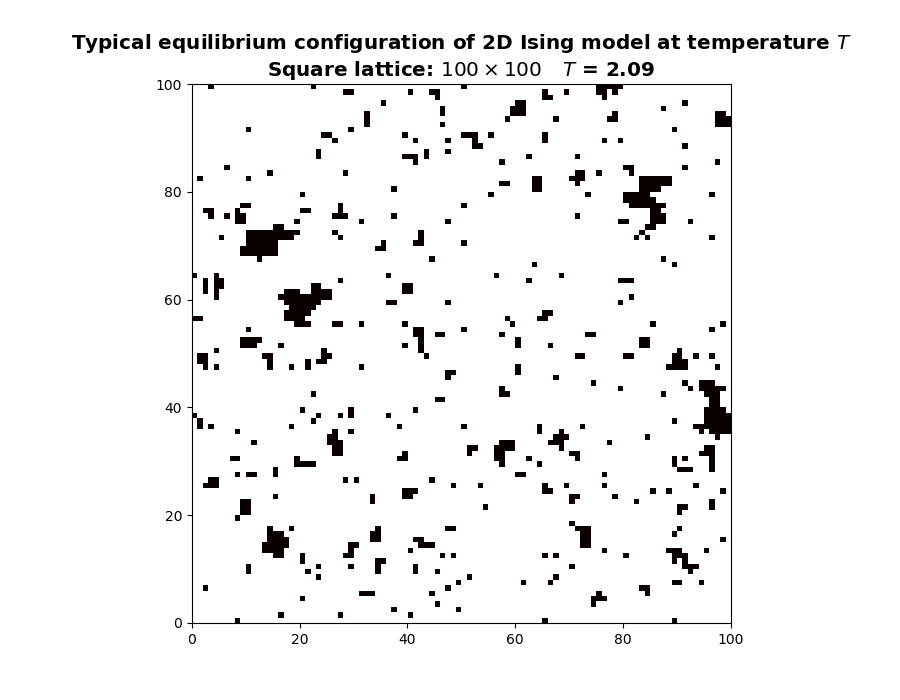 Typical equilibrium configuration of 2D Ising model at temperature T
Square lattice: 100 × 100 T = 2.09
100
80
60
40
20
0
0 20 40 60 80 100